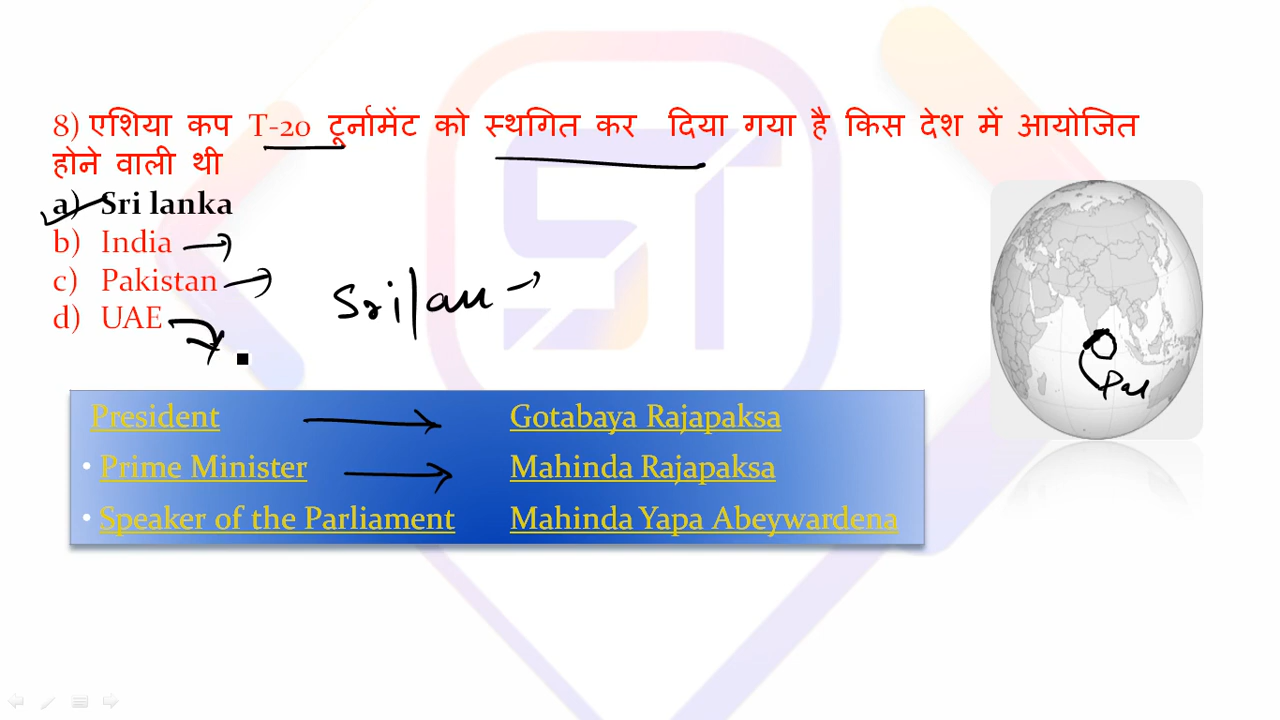 8) एशिया कप T-20 टूर्नामेंट को स्थगित कर दिया गया है किस देश में आयोजित
होने वाली थी
a) Sri lanka
b) India
c) Pakistan
d) UAE
President Gotabaya Rajapaksa
• Prime Minister Mahinda Rajapaksa
• Speaker of the Parliament Mahinda Yapa Abeywardena